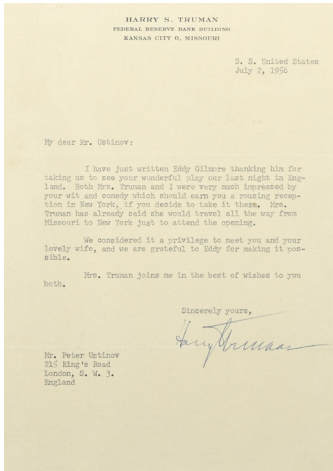 HARRY S. TRUMAN
FEDERAL RESERVE BANK BUILDING
KANSAS CITY 6, MISSOURI
S. S. United States
July 2, 1956
My dear Mr. Ustinov:
I have just written Eddy Gilmore thanking him for
taking us to see your wonderful play our last night in Eng-
land. Both Mrs. Truman and I were very much impressed by
your wit and comedy which should earn you a rousing recep-
tion in New York, if you decide to take it there. Mrs.
Truman has already said she would travel all the way from
Missouri to New York just to attend the opening.
We considered it a privilege to meet you and your
lovely wife, and we are grateful to Eddy for making it pos-
sible.
Mrs. Truman joins me in the best of wishes to you
both.
Sincerely yours,
Harry Truman
Mr. Peter Ustinov
215 King's Road
London, S. W. 3.
England